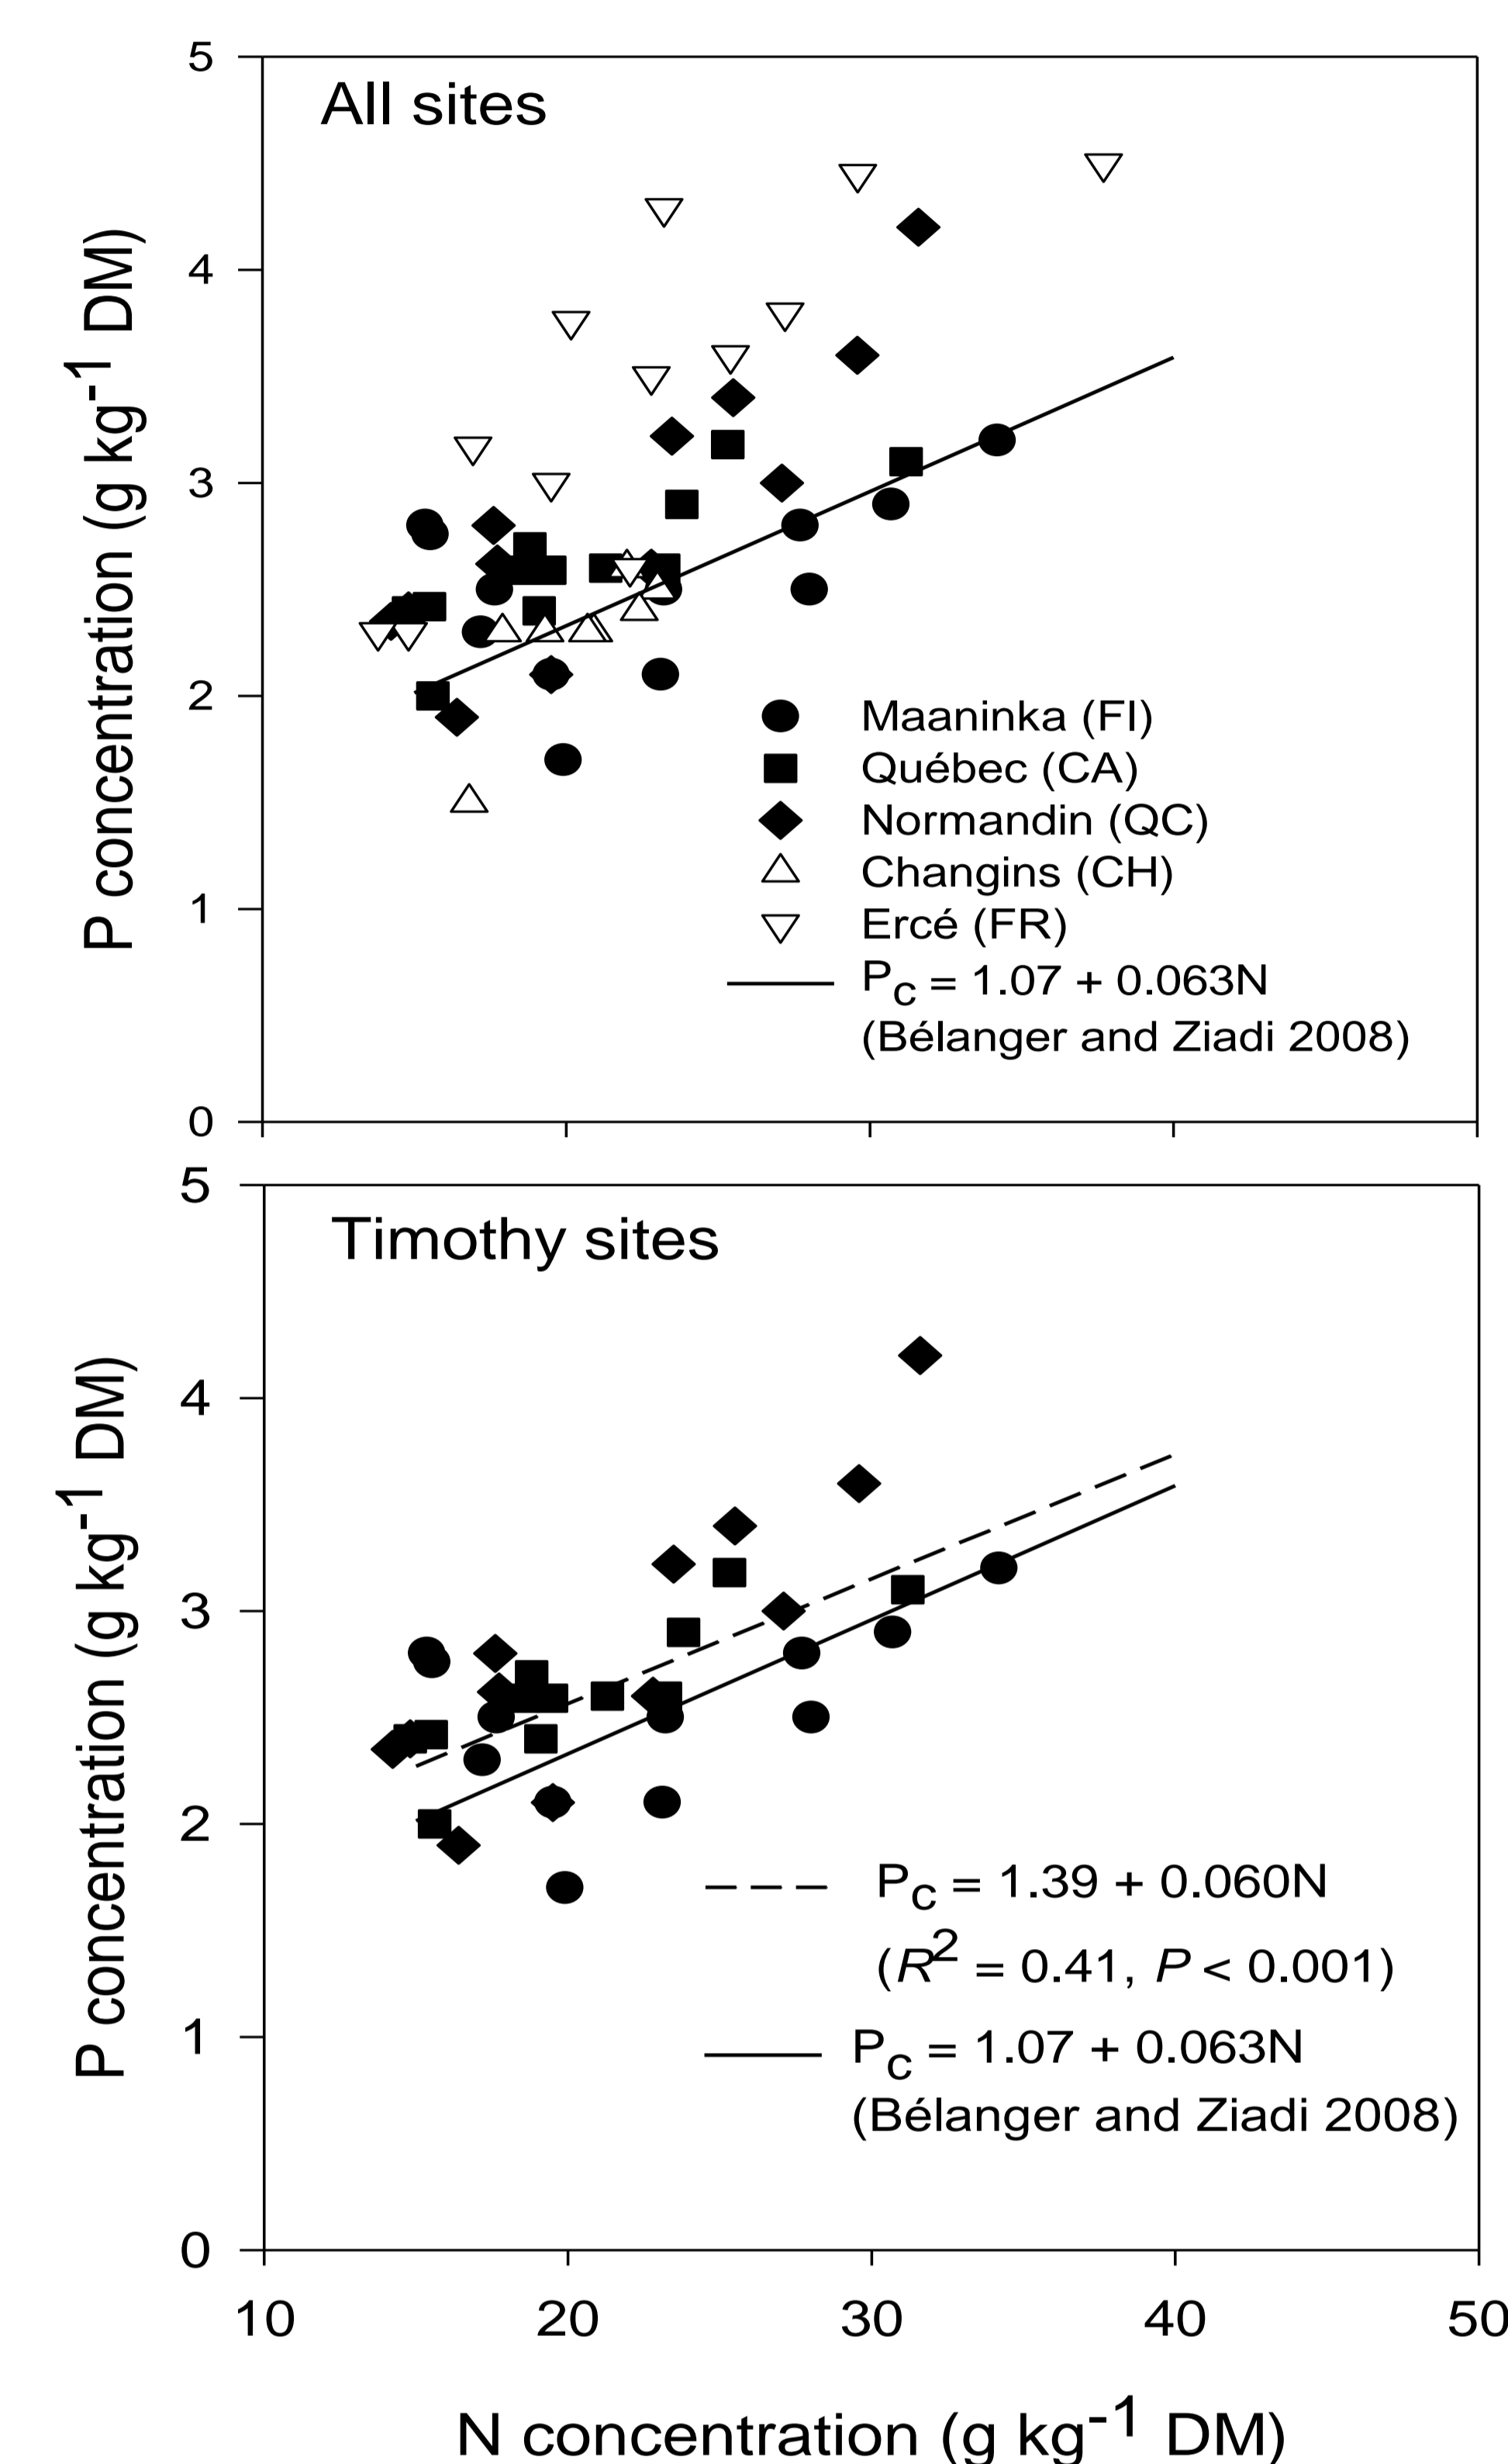 5
All sites
4
3
2
1
0
P concentration (g kg-1 DM)
Maaninka (FI)
Québec (CA)
Normandin (QC)
Changins (CH)
Ercé (FR)
PC = 1.07 + 0.063N
(Bélanger and Ziadi 2008)
5
Timothy sites
4
3
2
1
0
P concentration (g kg-1 DM)
PC = 1.39 + 0.060N
(R2 = 0.41, P < 0.001)
PC = 1.07 + 0.063N
(Bélanger and Ziadi 2008)
10 20 30 40 50
N concentration (g kg-1 DM)